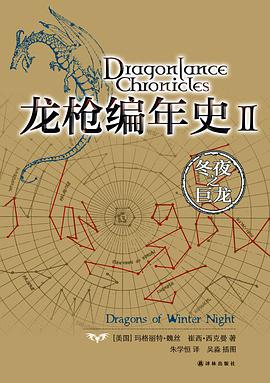 Dragonlance
Chronicles
龙枪编年史 II
冬夜
之
巨龙
Dragons of Winter Night
[美国] 玛格丽特·魏丝 崔西·西克曼 著
朱学恒 译 吴淼 插图
译林出版社